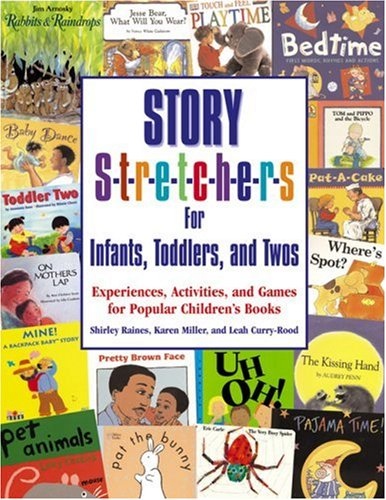 Jim Arnosky
Rabbits & Raindrops
Jesse Bear,
What Will You Wear?
by Nancy White Carlstrom
TOUCH and FEEL
PLAYTIME
Bedtime
FIRST WORDS, RHYMES AND ACTIONS
Baby Dance
TOM and PIPPO
and the Bicycle
Toddler Two
Pat-A-Cake
ON MOTHER'S
LAP
Where's
Spot?
MINE!
A BACKPACK BABY STORY
STORY
S-t-r-e-t-c-h-e-r-s
For
Infants, Toddlers, and Twos
Experiences, Activities, and Games
for Popular Children's Books
Shirley Raines, Karen Miller, and Leah Curry-Rood
Pretty Brown Face
UH
OH!
The Kissing Hand
by AUDREY PENN
pet
animals
pat the bunny
Eric Carle
The Very Busy Spider
PAJAMA TIME!